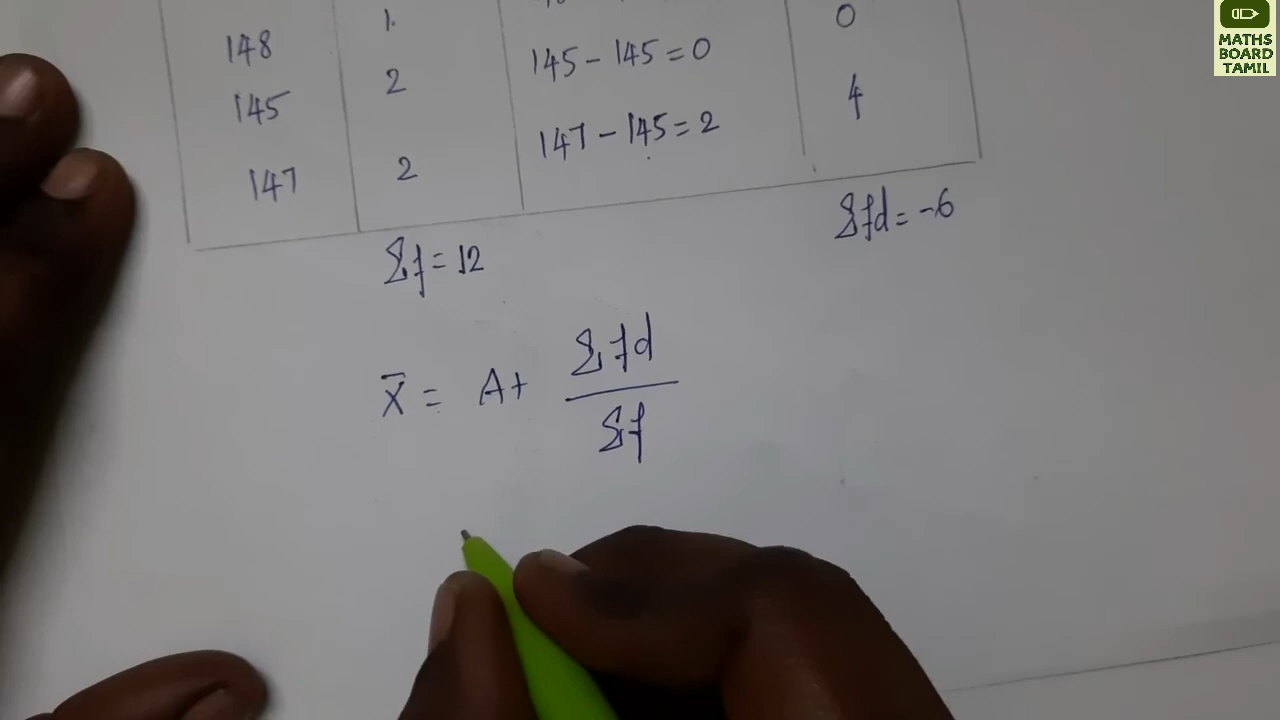 148 1. 0
145 2 145 - 145 = 0 4
147 2 147 - 145 = 2
Σf = 12 Σfd = -6
x̄ = A + Σfd
Σf
MATHS
BOARD
TAMIL